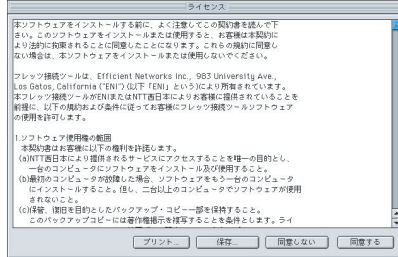 ライセンス
本ソフトウェアをインストールする前に、よく注意してこの契約書を読んで下
さい。このソフトウェアをインストールまたは使用すると、お客様は本契約に
より法的に拘束されることに同意したことになります。これらの規約に同意し
ない場合は、本ソフトウェアをインストールまたは使用しないでください。
フレッツ接続ツールは、Efficient Networks Inc., 983 University Ave.,
Los Gatos, California ("ENI") (以下「ENI」という)により所有されています。
本フレッツ接続ツールがENIまたはNTT西日本によりお客様に提供されていることを
前提に、以下の規約および条件に従ってお客様にフレッツ接続ツールソフトウェア
の使用を許可します。
1.ソフトウェア使用権の範囲
本契約書はお客様に以下の権利を許諾します。
(a)NTT西日本により提供されるサービスにアクセスすることを唯一の目的とし、
一台のコンピュータにソフトウェアをインストール及び使用すること。
(b)最初のコンピュータが故障した場合、ソフトウェアをもう一台のコンピュータ
にインストールすること。但し、二台以上のコンピュータでソフトウェアが使用
されないこと。
(c)保管、復旧を目的としたバックアップ・コピー一部を保持すること。
このバックアップコピーには著作権掲示を複写することを条件とします。ライ
プリント...
保存...
同意しない
同意する